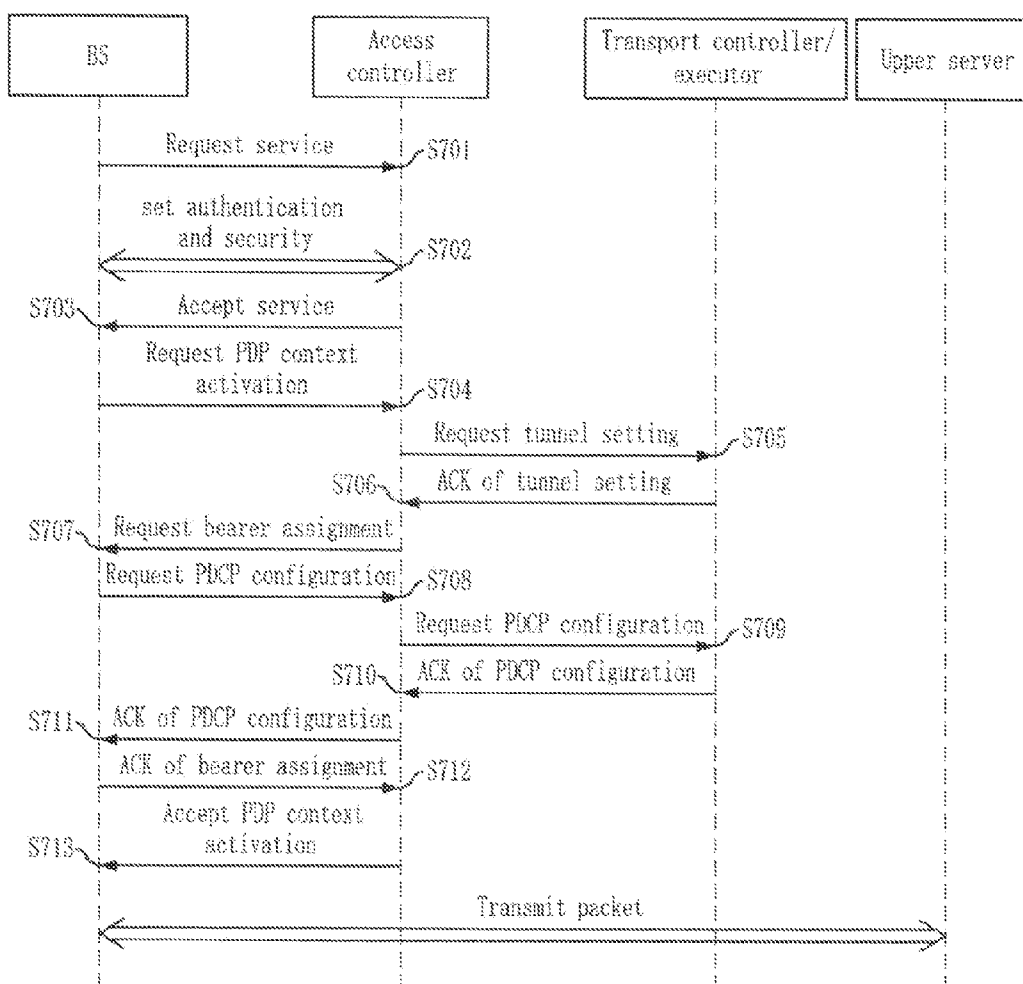 BS
Access
controller
Transport controller/
executor
Upper server
Request service
S701
set authentication
and security
S702
Accept service
S703
Request PDP context
activation
S704
Request tunnel setting
S705
ACK of tunnel setting
S706
Request bearer assignment
S707
Request PDCP configuration
S708
Request PDCP configuration
S709
ACK of PDCP configuration
S710
ACK of PDCP configuration
S711
ACK of bearer assignment
S712
Accept PDP context
activation
S713
Transmit packet